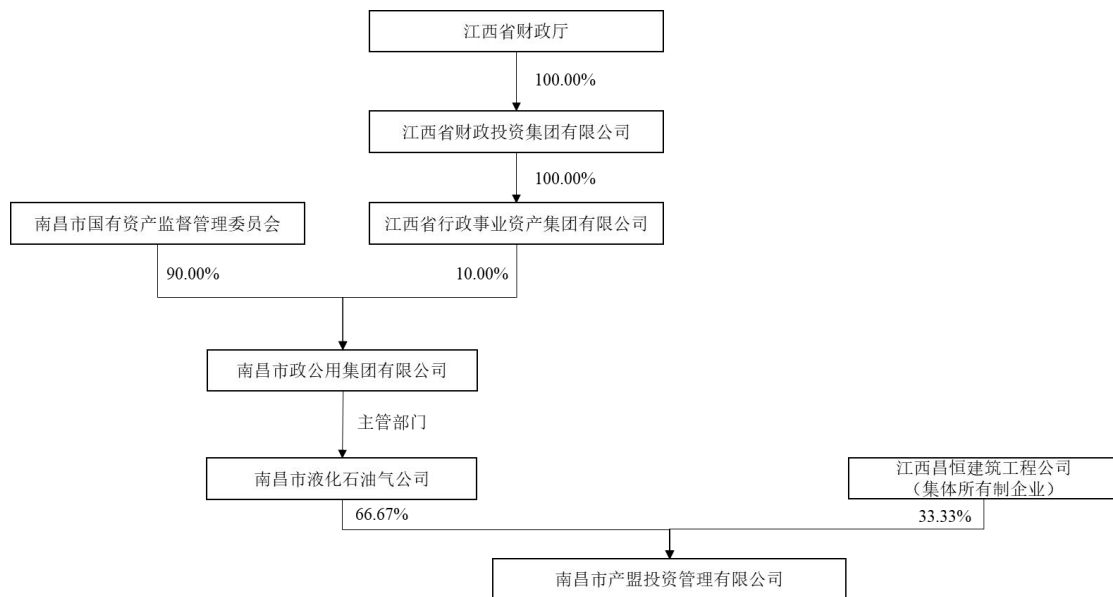 江西省财政厅
100.00%
江西省财政投资集团有限公司
100.00%
南昌市国有资产监督管理委员会
江西省行政事业资产集团有限公司
90.00%
10.00%
南昌市政公用集团有限公司
主管部门
南昌市液化石油气公司
江西昌恒建筑工程公司
（集体所有制企业）
66.67%
33.33%
南昌市产盟投资管理有限公司